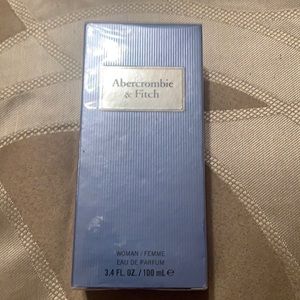 Abercrombie
& Fitch
WOMAN / FEMME
EAU DE PARFUM
3.4 FL. OZ. / 100 mL ℮